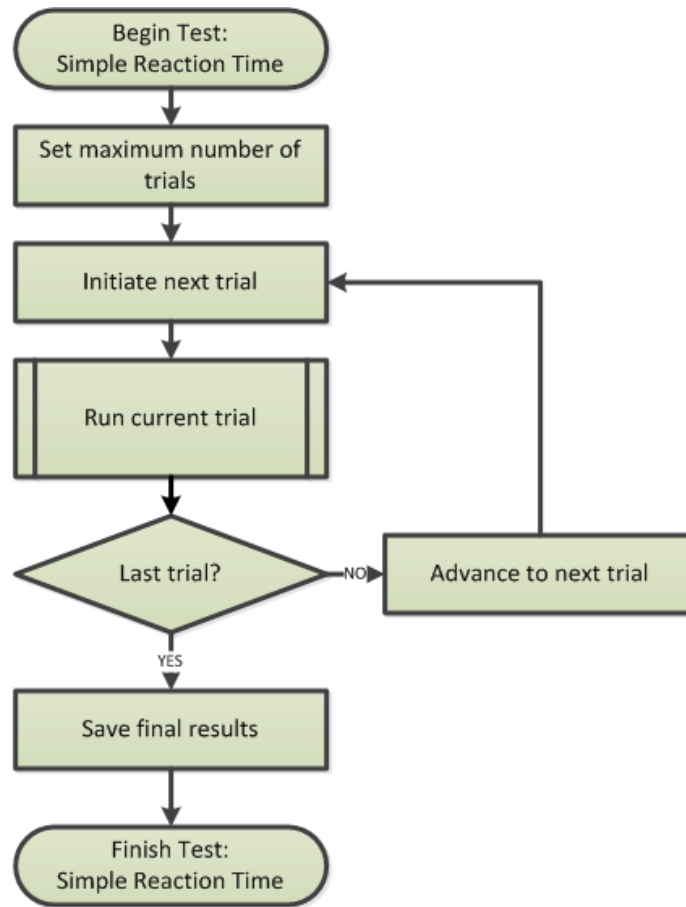 Begin Test:
Simple Reaction Time
Set maximum number of
trials
Initiate next trial
Run current trial
Last trial?
NO
Advance to next trial
YES
Save final results
Finish Test:
Simple Reaction Time